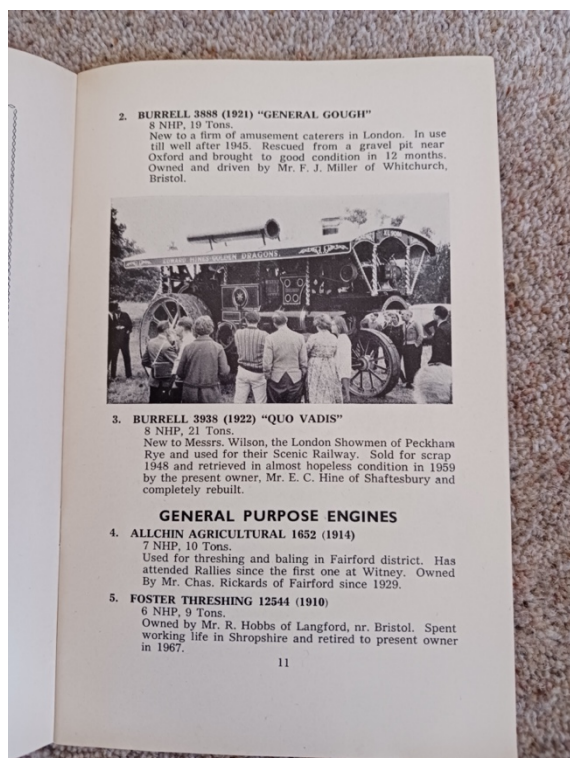 2. BURRELL 3888 (1921) "GENERAL GOUGH"
8 NHP, 19 Tons.
New to a firm of amusement caterers in London. In use
till well after 1945. Rescued from a gravel pit near
Oxford and brought to good condition in 12 months.
Owned and driven by Mr. F. J. Miller of Whitchurch,
Bristol.
GOLDEN DRAGONS
3. BURRELL 3938 (1922) "QUO VADIS"
8 NHP, 21 Tons.
New to Messrs. Wilson, the London Showmen of Peckham
Rye and used for their Scenic Railway. Sold for scrap
1948 and retrieved in almost hopeless condition in 1959
by the present owner, Mr. E. C. Hine of Shaftesbury and
completely rebuilt.
GENERAL PURPOSE ENGINES
4. ALLCHIN AGRICULTURAL 1652 (1914)
7 NHP, 10 Tons.
Used for threshing and baling in Fairford district. Has
attended Rallies since the first one at Witney. Owned
By Mr. Chas. Rickards of Fairford since 1929.
5. FOSTER THRESHING 12544 (1910)
6 NHP, 9 Tons.
Owned by Mr. R. Hobbs of Langford, nr. Bristol. Spent
working life in Shropshire and retired to present owner
in 1967.
11